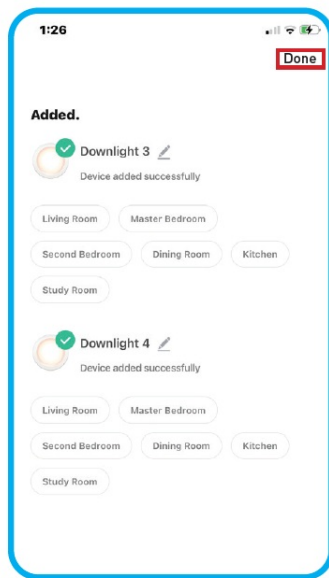 1:26
Done
Added.
Downlight 3
Device added successfully
Living Room Master Bedroom
Second Bedroom Dining Room Kitchen
Study Room
Downlight 4
Device added successfully
Living Room Master Bedroom
Second Bedroom Dining Room Kitchen
Study Room